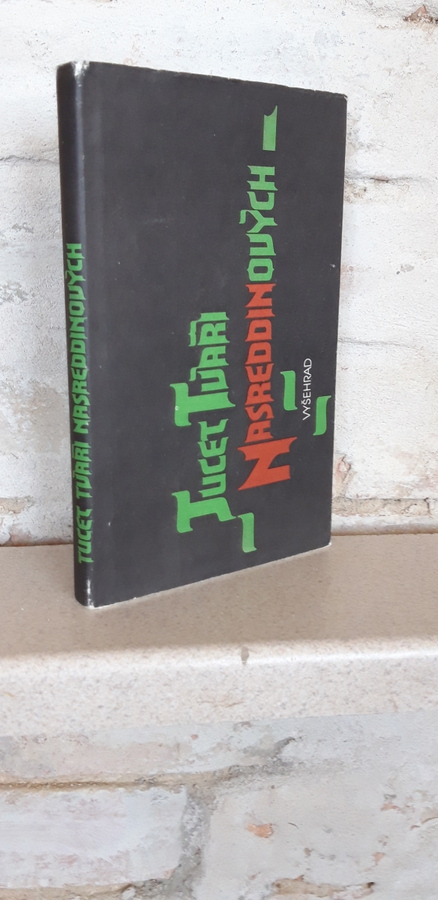 TUCET TVÁŘÍ NASREDDINOVÝCH
TUCET TVÁŘÍ
NASREDDINOVÝCH
VYŠEHRAD